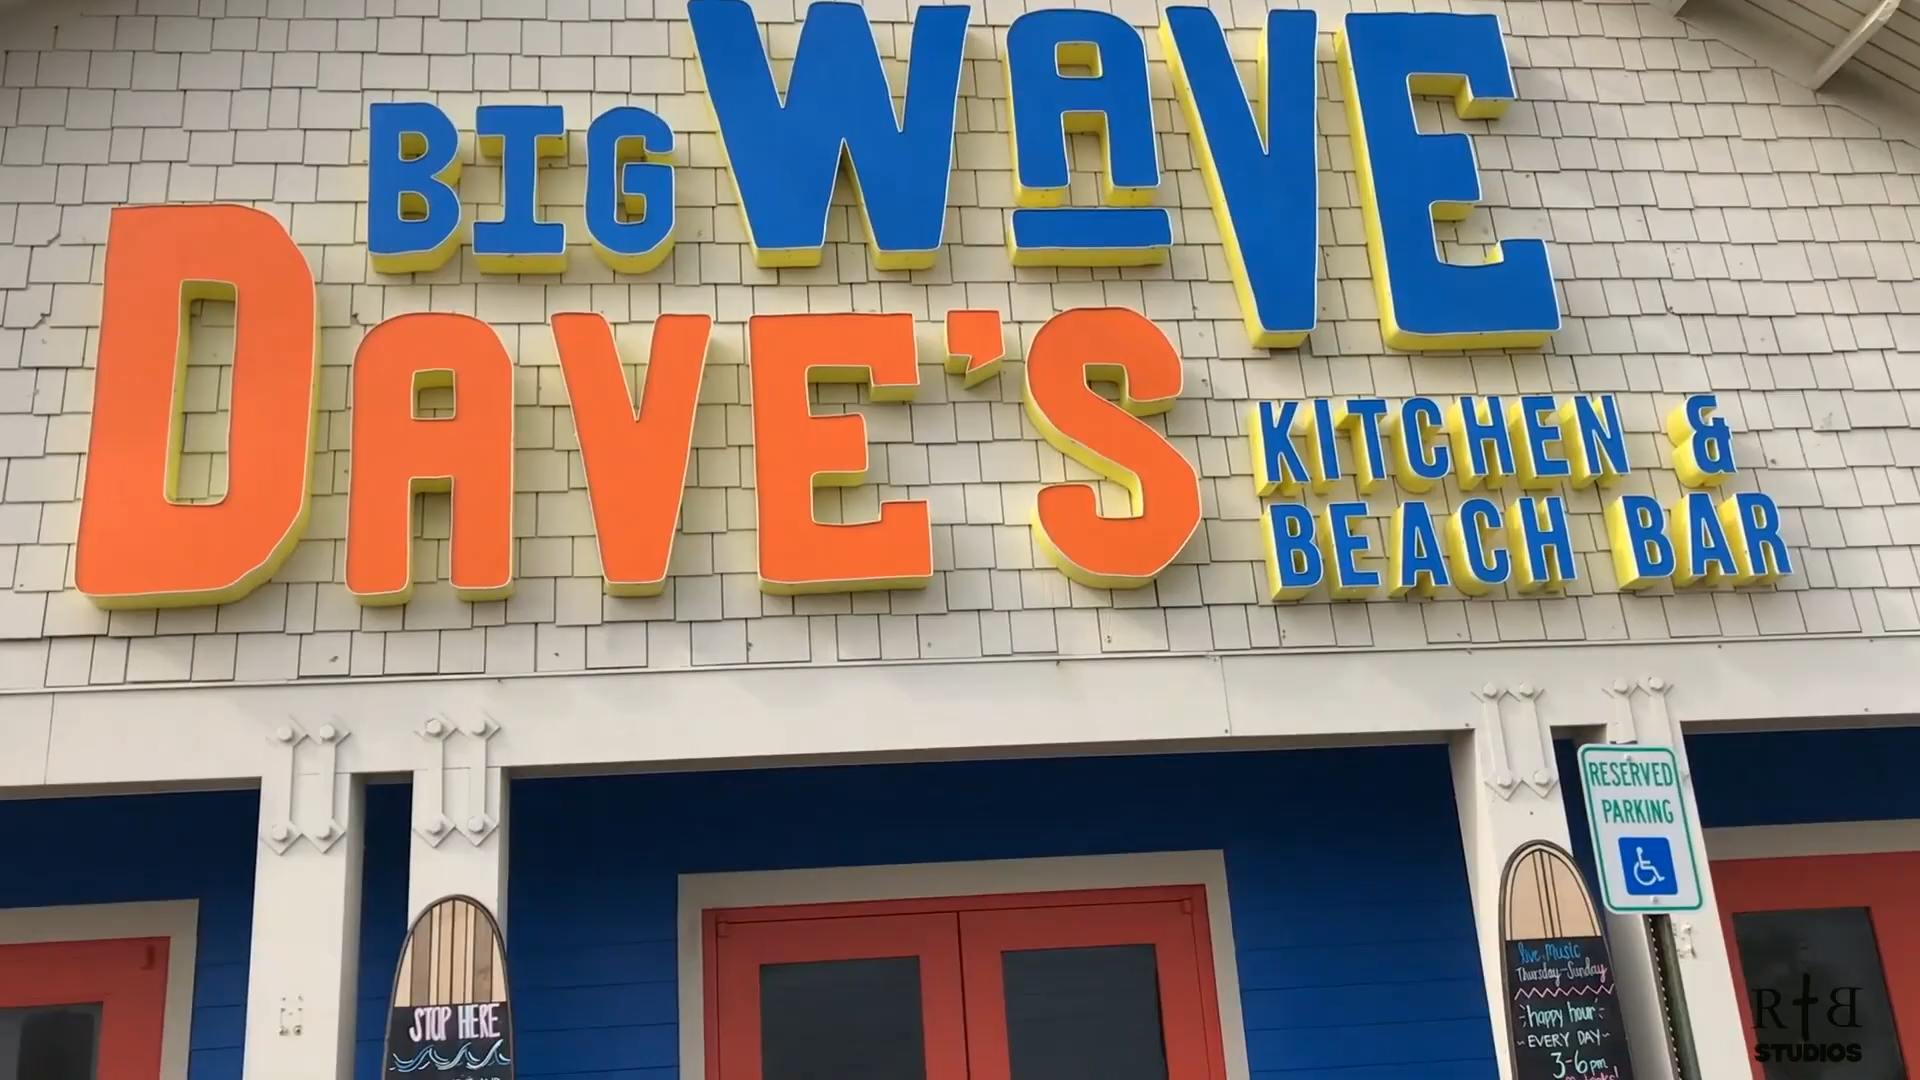 BIG WAVE
DAVE'S
KITCHEN &
BEACH BAR
RESERVED
PARKING
STOP HERE
live music
Thursday-Sunday
happy hour
~EVERY DAY~
3-6pm
R†B
STUDIOS